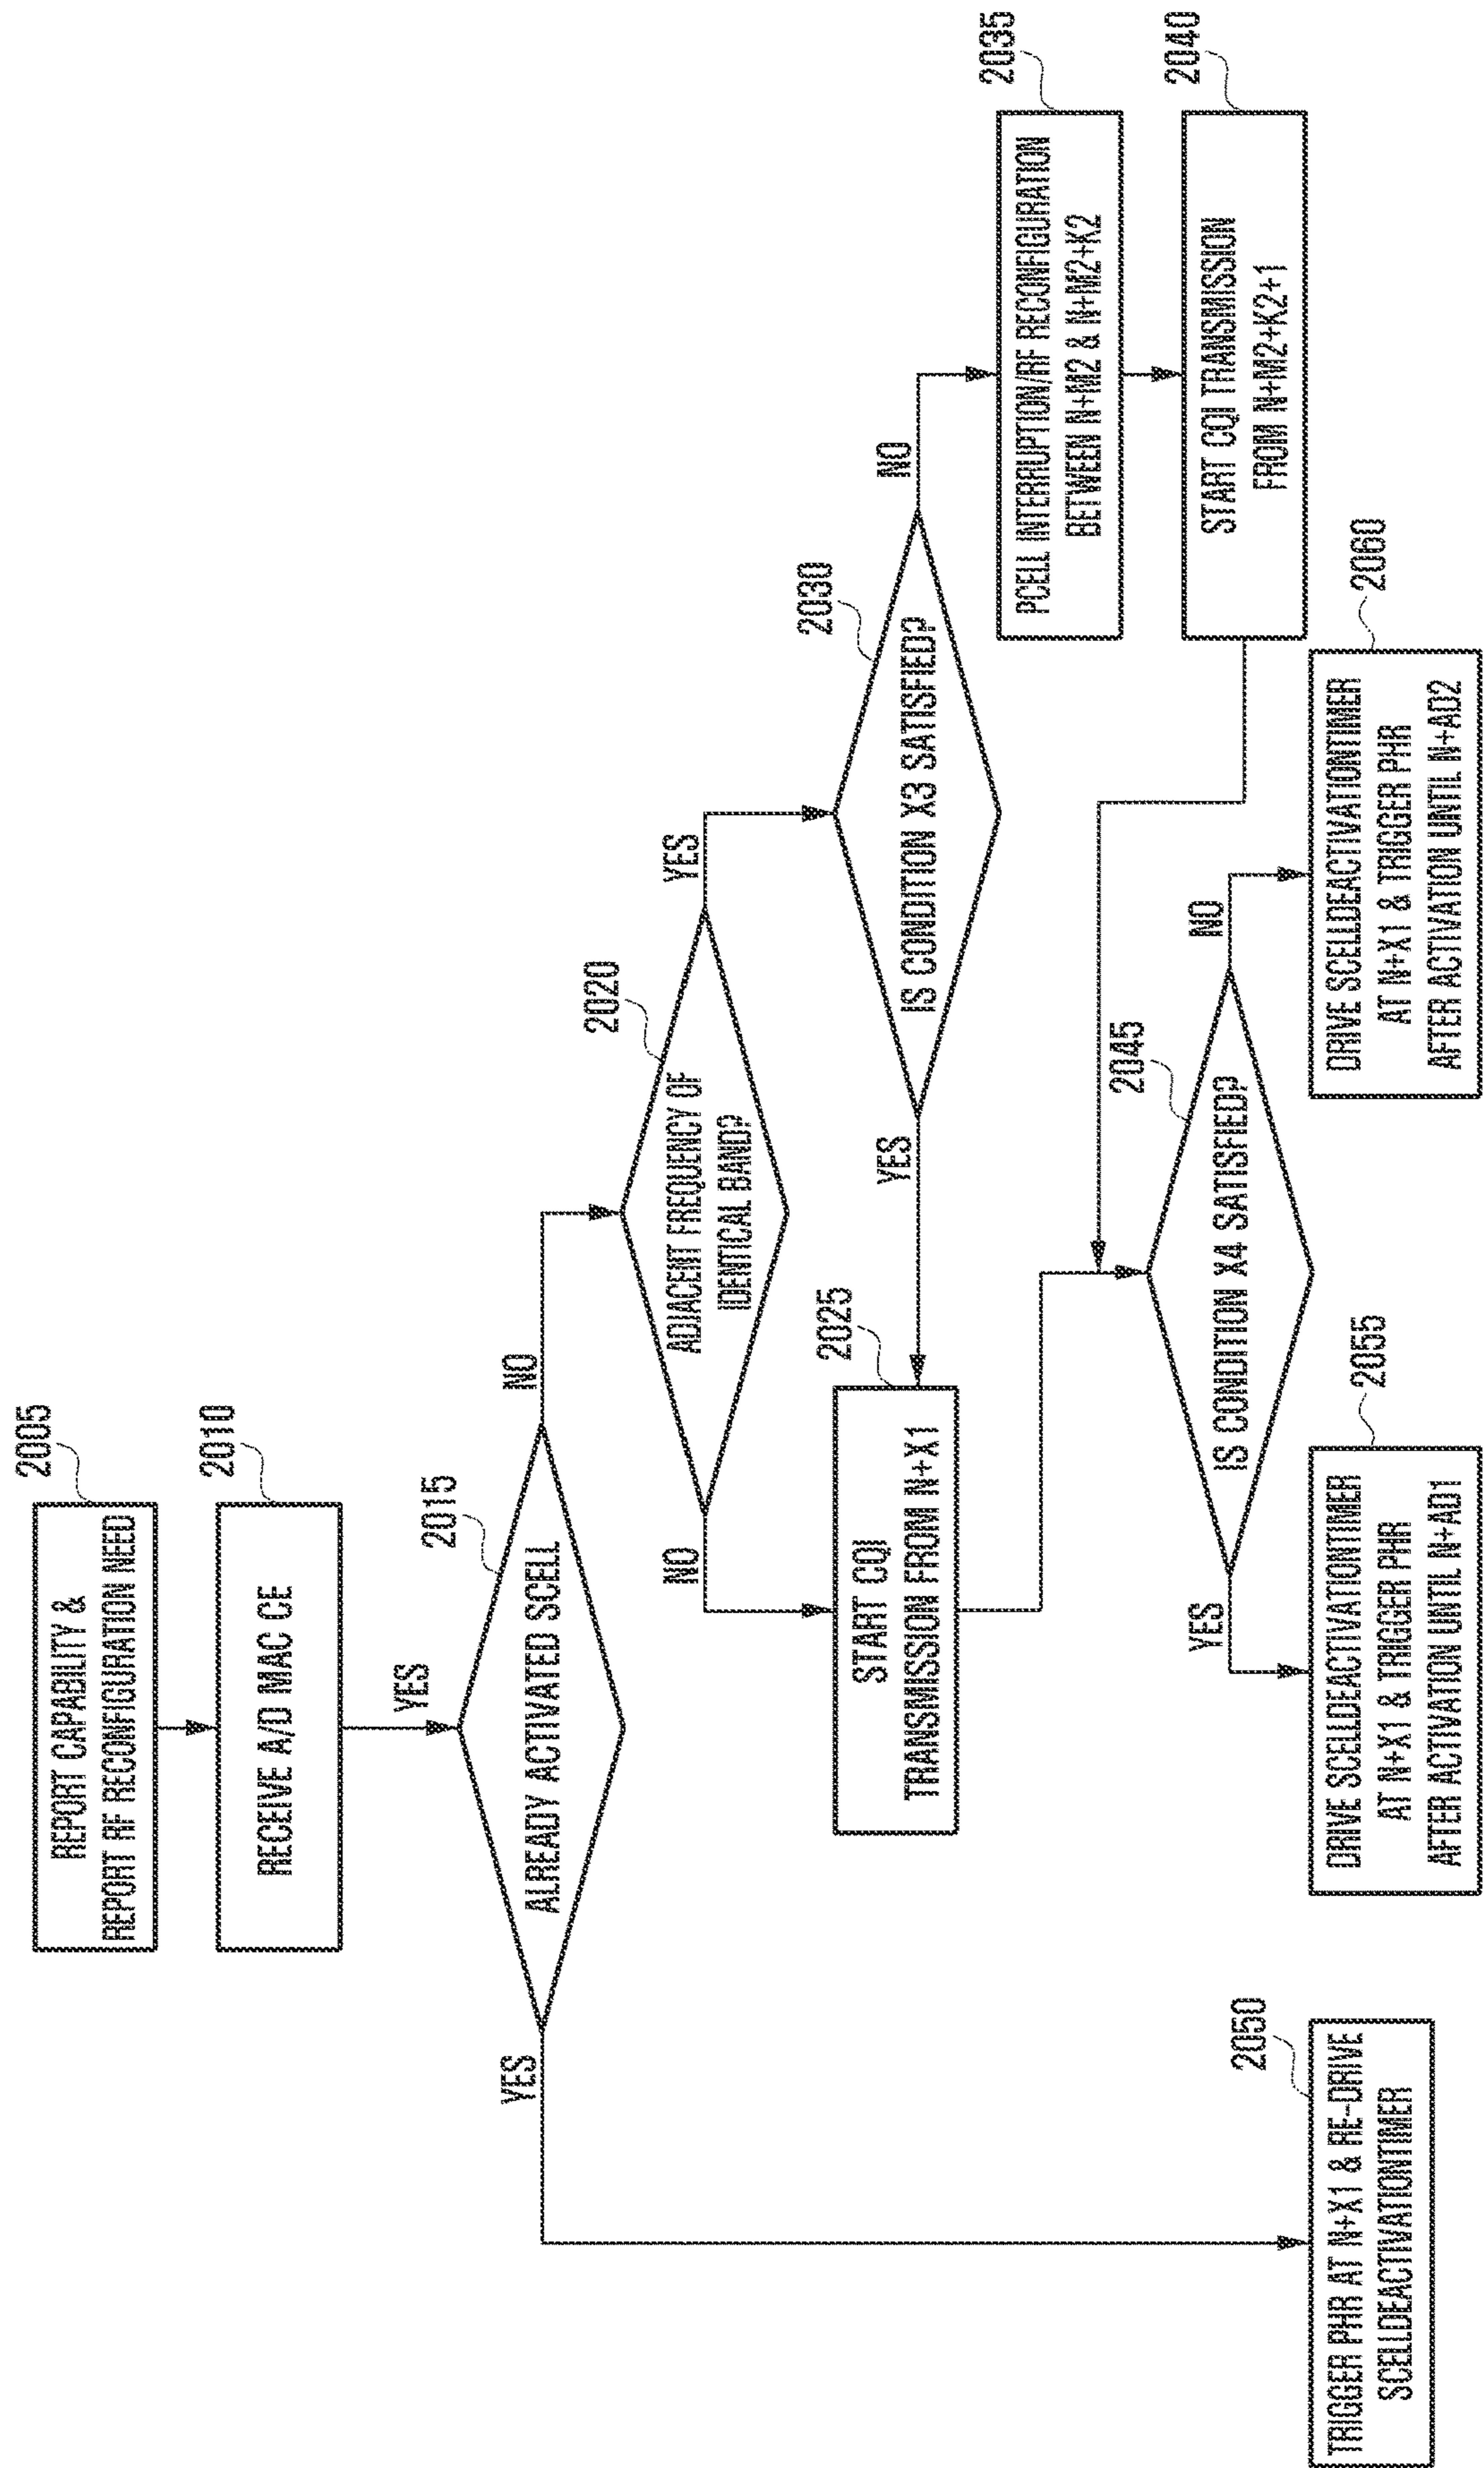 2005
REPORT CAPABILITY &
REPORT RF RECONFIGURATION NEED
2010
RECEIVE A/D MAC CE
YES
2015
ALREADY ACTIVATED SCELL
YES
NO
2020
ADJACENT FREQUENCY OF
IDENTICAL BAND?
NO
YES
2025
START CQI
TRANSMISSION FROM N+X1
2030
IS CONDITION X3 SATISFIED?
YES
NO
2035
PCELL INTERRUPTION/RF RECONFIGURATION
BETWEEN N+M2 & N+M2+K2
2040
START CQI TRANSMISSION
FROM N+M2+K2+1
2045
IS CONDITION X4 SATISFIED?
YES
NO
2050
TRIGGER PHR AT N+X1 & RE-DRIVE
SCELLDEACTIVATIONTIMER
2055
DRIVE SCELLDEACTIVATIONTIMER
AT N+X1 & TRIGGER PHR
AFTER ACTIVATION UNTIL N+AD1
2060
DRIVE SCELLDEACTIVATIONTIMER
AT N+X1 & TRIGGER PHR
AFTER ACTIVATION UNTIL N+AD2